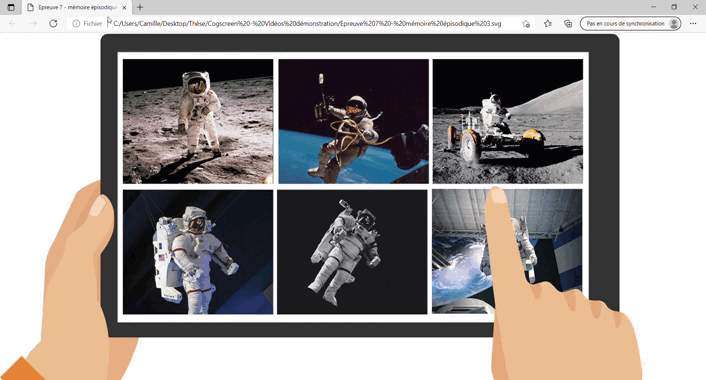 Epreuve 7 - mémoire épisodique
Fichier
C:/Users/Camille/Desktop/Thèse/Cogscreen%20-%20Vidéos%20démonstration/Epreuve%207%20-%20mémoire%20épisodique%203.svg
Pas en cours de synchronisation